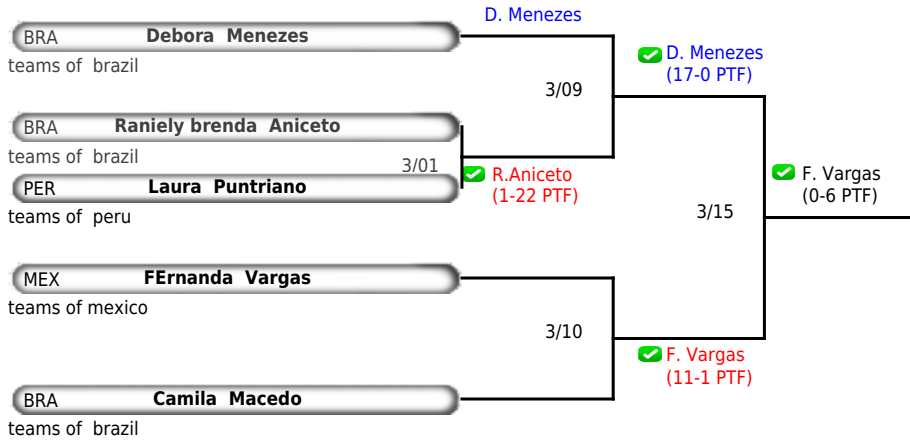 D. Menezes
BRA Debora Menezes
teams of brazil
D. Menezes
(17-0 PTF)
3/09
BRA Raniely brenda Aniceto
teams of brazil
3/01
R.Aniceto
(1-22 PTF)
PER Laura Puntriano
teams of peru
F. Vargas
(0-6 PTF)
3/15
MEX FErnanda Vargas
teams of mexico
3/10
F. Vargas
(11-1 PTF)
BRA Camila Macedo
teams of brazil